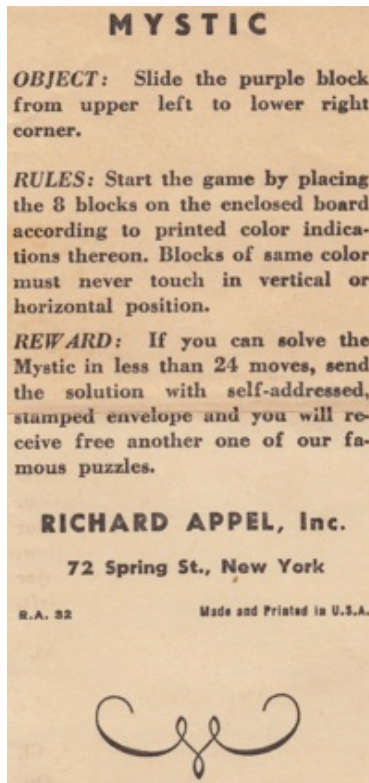 MYSTIC
OBJECT: Slide the purple block
from upper left to lower right
corner.
RULES: Start the game by placing
the 8 blocks on the enclosed board
according to printed color indica-
tions thereon. Blocks of same color
must never touch in vertical or
horizontal position.
REWARD: If you can solve the
Mystic in less than 24 moves, send
the solution with self-addressed,
stamped envelope and you will re-
ceive free another one of our fa-
mous puzzles.
RICHARD APPEL, Inc.
72 Spring St., New York
R.A. 32 Made and Printed in U.S.A.